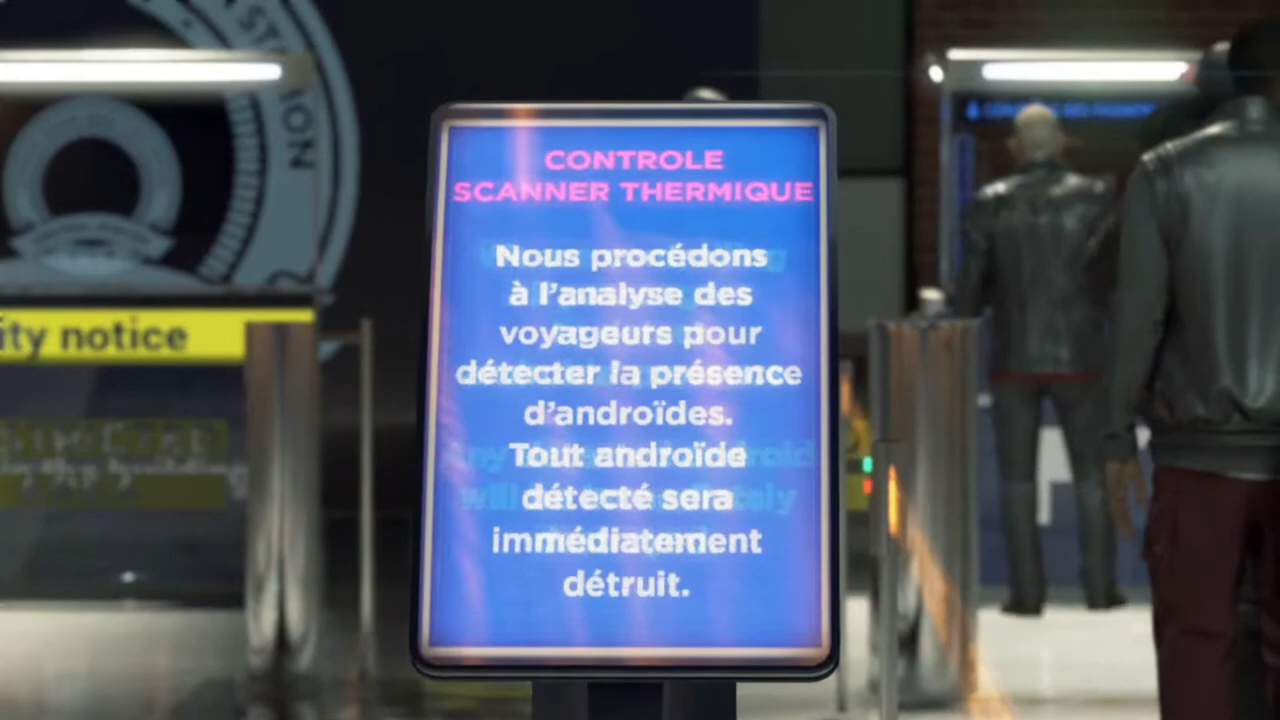 STATION
ity notice
CONTROLE
SCANNER THERMIQUE
Nous procédons
à l'analyse des
voyageurs pour
détecter la présence
d'androïdes.
Tout androïde
détecté sera
immédiatement
détruit.